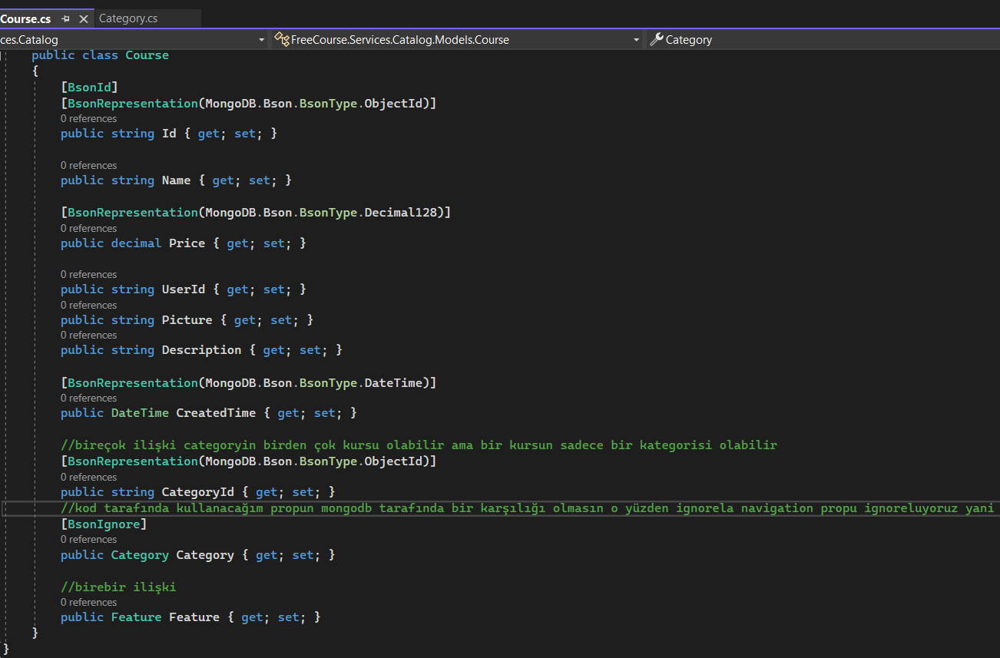 Course.cs Category.cs
ces.Catalog FreeCourse.Services.Catalog.Models.Course Category
public class Course
{
[BsonId]
[BsonRepresentation(MongoDB.Bson.BsonType.ObjectId)]
0 references
public string Id { get; set; }
0 references
public string Name { get; set; }
[BsonRepresentation(MongoDB.Bson.BsonType.Decimal128)]
0 references
public decimal Price { get; set; }
0 references
public string UserId { get; set; }
0 references
public string Picture { get; set; }
0 references
public string Description { get; set; }
[BsonRepresentation(MongoDB.Bson.BsonType.DateTime)]
0 references
public DateTime CreatedTime { get; set; }
//bireçok ilişki categoryin birden çok kursu olabilir ama bir kursun sadece bir kategorisi olabilir
[BsonRepresentation(MongoDB.Bson.BsonType.ObjectId)]
0 references
public string CategoryId { get; set; }
//kod tarafında kullanacağım propun mongodb tarafında bir karşılığı olmasın o yüzden ignorela navigation propu ignoreluyoruz yani
[BsonIgnore]
0 references
public Category Category { get; set; }
//birebir ilişki
0 references
public Feature Feature { get; set; }
}
}